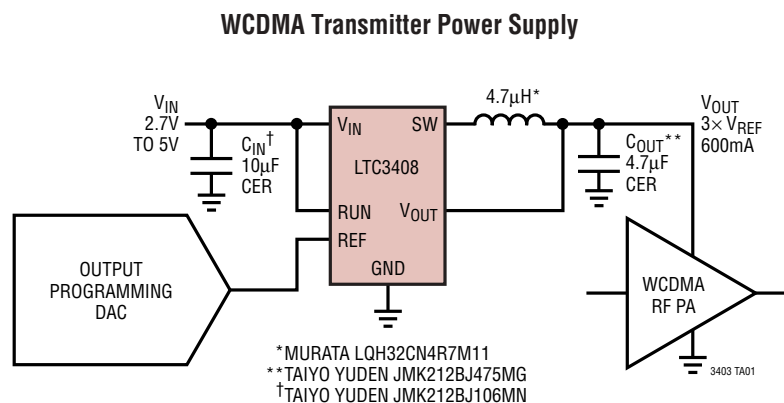 WCDMA Transmitter Power Supply
VIN
2.7V
TO 5V
CIN†
10µF
CER
VIN
SW
LTC3408
RUN
VOUT
REF
GND
4.7µH*
COUT**
4.7µF
CER
VOUT
3× VREF
600mA
OUTPUT
PROGRAMMING
DAC
WCDMA
RF PA
3403 TA01
*MURATA LQH32CN4R7M11
**TAIYO YUDEN JMK212BJ475MG
†TAIYO YUDEN JMK212BJ106MN